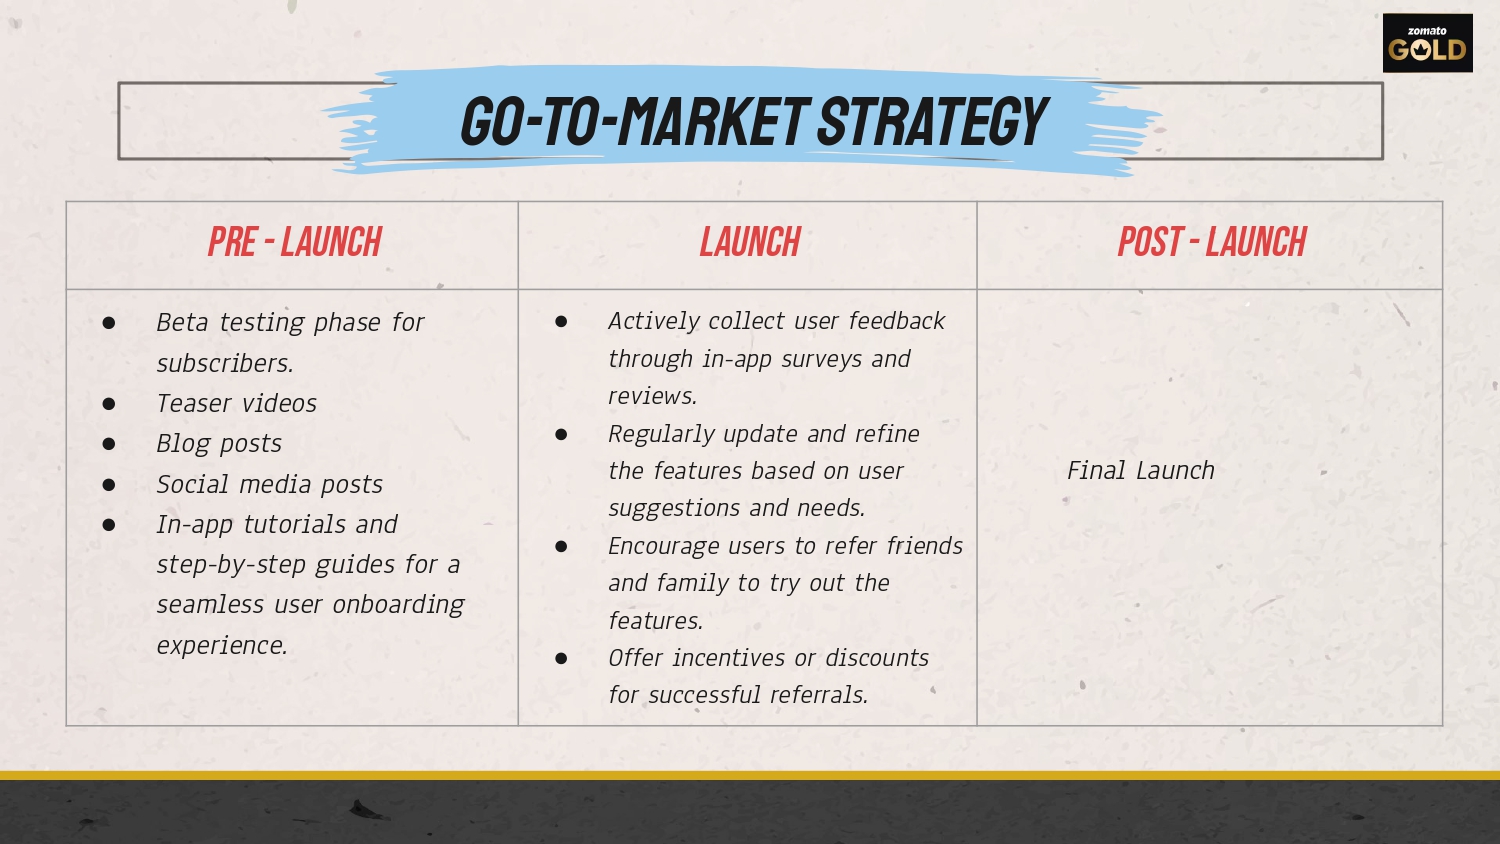 zomato
GOLD
GO-TO-MARKET STRATEGY
PRE - LAUNCH
● Beta testing phase for
subscribers.
● Teaser videos
● Blog posts
● Social media posts
● In-app tutorials and
step-by-step guides for a
seamless user onboarding
experience.
LAUNCH
● Actively collect user feedback
through in-app surveys and
reviews.
● Regularly update and refine
the features based on user
suggestions and needs.
● Encourage users to refer friends
and family to try out the
features.
● Offer incentives or discounts
for successful referrals.
POST - LAUNCH
Final Launch